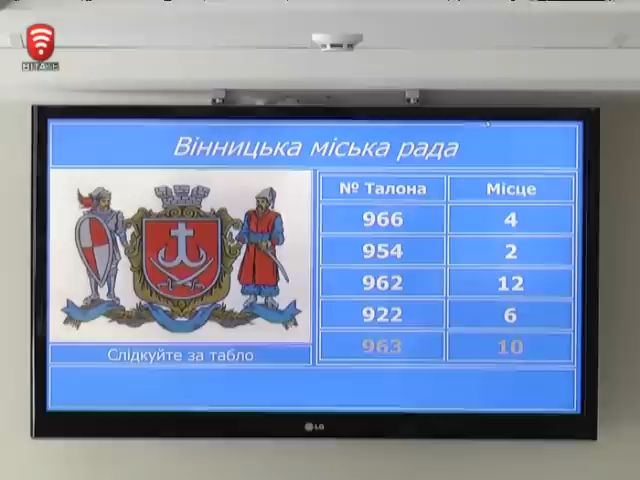 ВІТА ТБ
Вінницька міська рада
№ Талона Місце
966 4
954 2
962 12
922 6
963 10
Слідкуйте за табло
LG